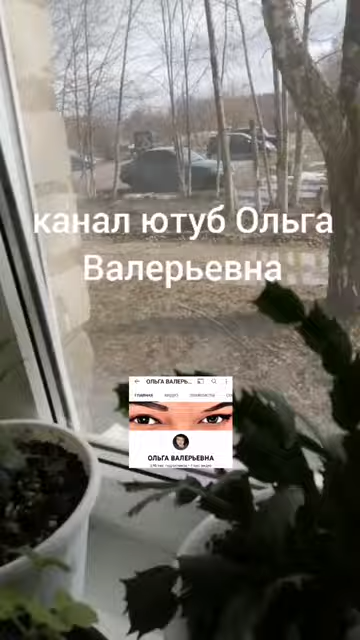 канал ютуб Ольга
Валерьевна
ОЛЬГА ВАЛЕРЬ...
ГЛАВНАЯ ВИДЕО
ОЛЬГА ВАЛЕРЬЕВНА